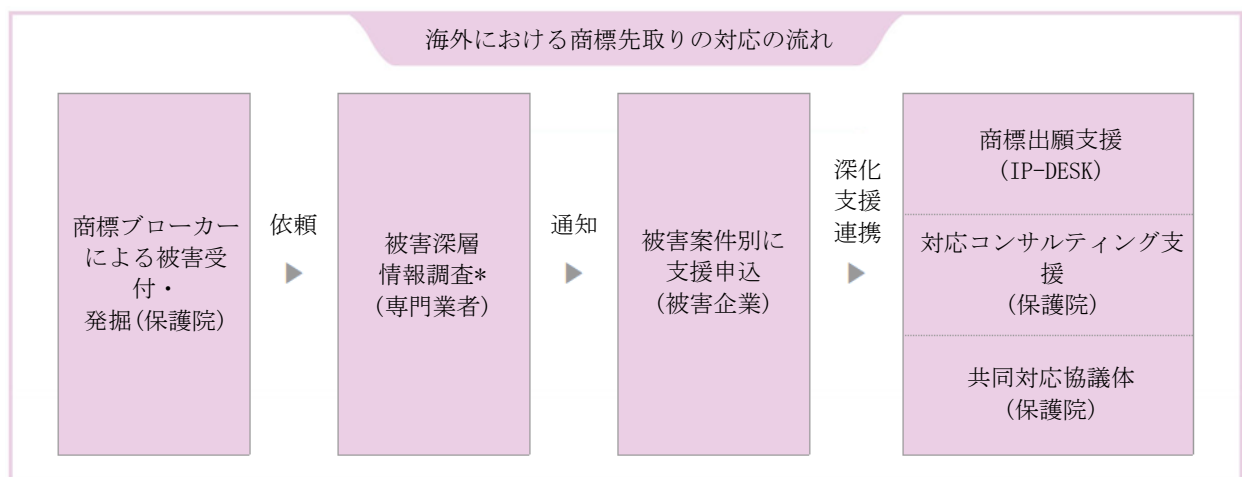 海外における商標先取りの対応の流れ
商標ブローカー
による被害受
付・
発掘(保護院)
依頼
被害深層
情報調査*
(専門業者)
通知
被害案件別に
支援申込
(被害企業)
深化
支援
連携
商標出願支援
(IP-DESK)
対応コンサルティング支
援
(保護院)
共同対応協議体
(保護院)